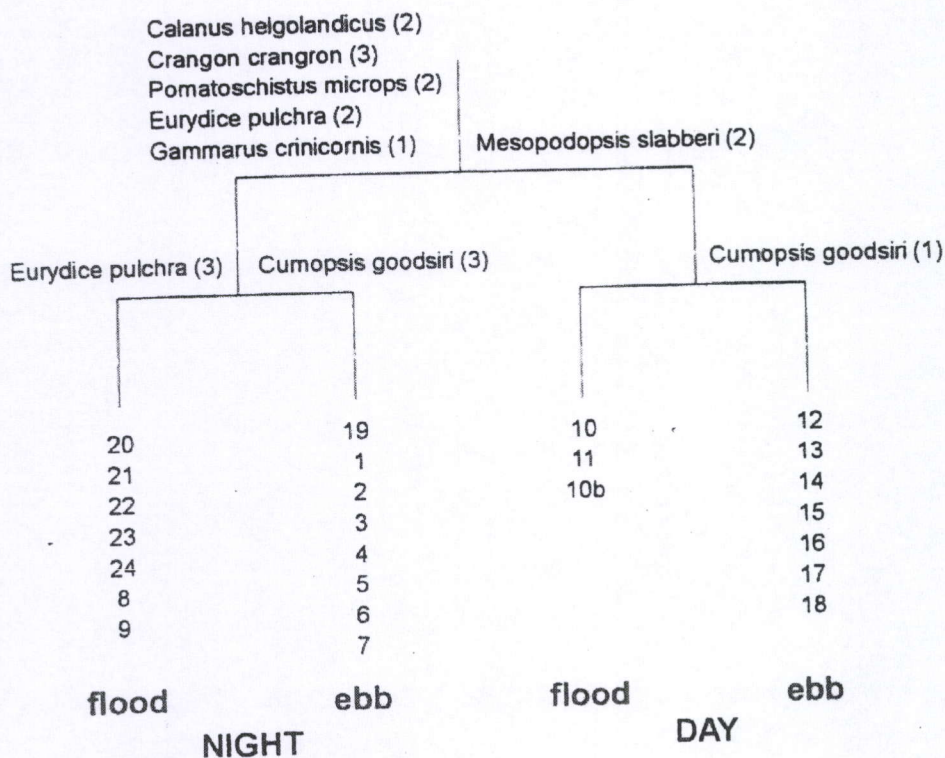 Calanus helgolandicus (2)
Crangon crangron (3)
Pomatoschistus microps (2)
Eurydice pulchra (2)
Gammarus crinicornis (1)
Mesopodopsis slabberi (2)
Eurydice pulchra (3)
Cumopsis goodsiri (3)
Cumopsis goodsiri (1)
20
21
22
23
24
8
9
19
1
2
3
4
5
6
7
10
11
10b
12
13
14
15
16
17
18
flood
ebb
flood
ebb
NIGHT
DAY